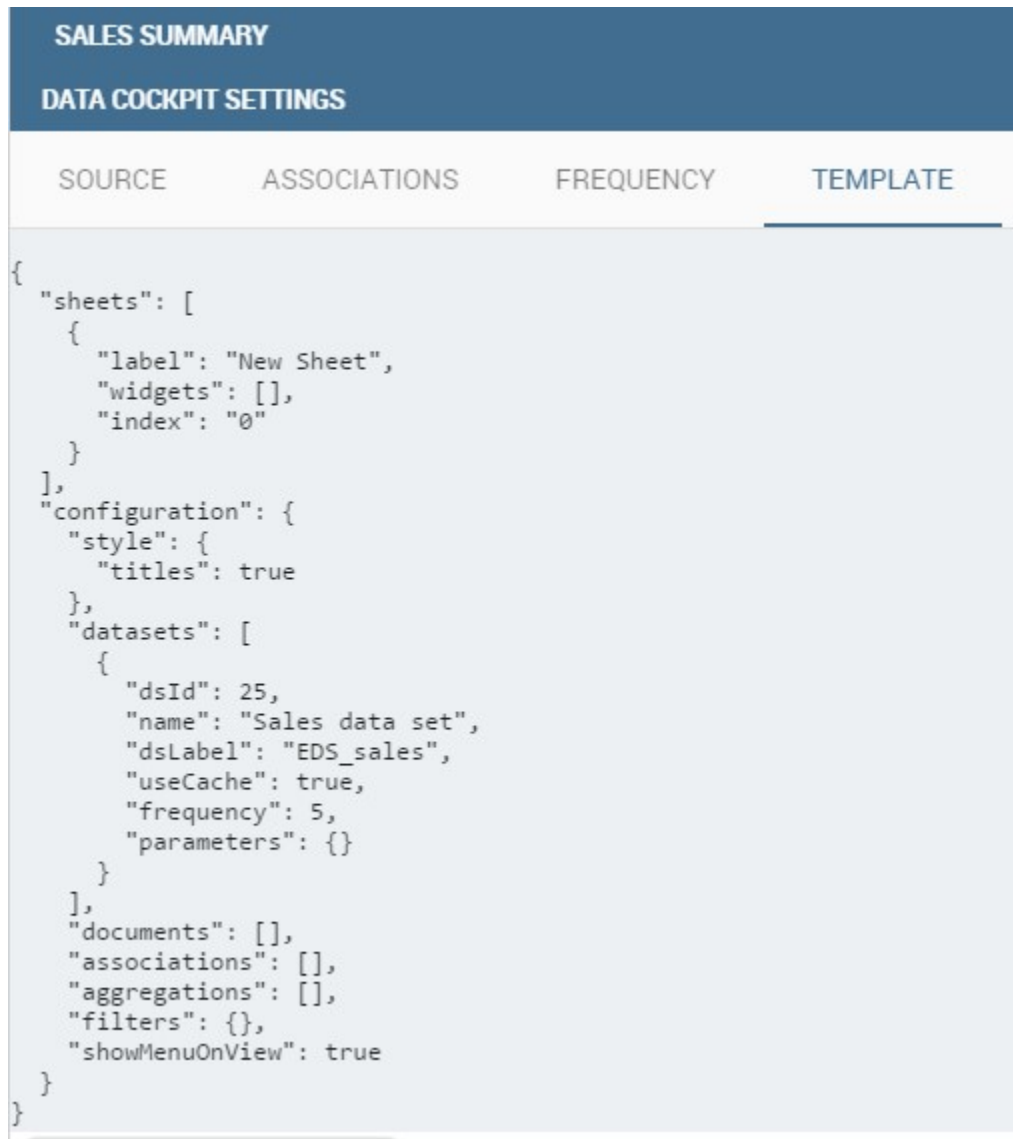 SALES SUMMARY
DATA COCKPIT SETTINGS
SOURCE ASSOCIATIONS FREQUENCY TEMPLATE
{
  "sheets": [
    {
      "label": "New Sheet",
      "widgets": [],
      "index": "0"
    }
  ],
  "configuration": {
    "style": {
      "titles": true
    },
    "datasets": [
      {
        "dsId": 25,
        "name": "Sales data set",
        "dsLabel": "EDS_sales",
        "useCache": true,
        "frequency": 5,
        "parameters": {}
      }
    ],
    "documents": [],
    "associations": [],
    "aggregations": [],
    "filters": {},
    "showMenuOnView": true
  }
}